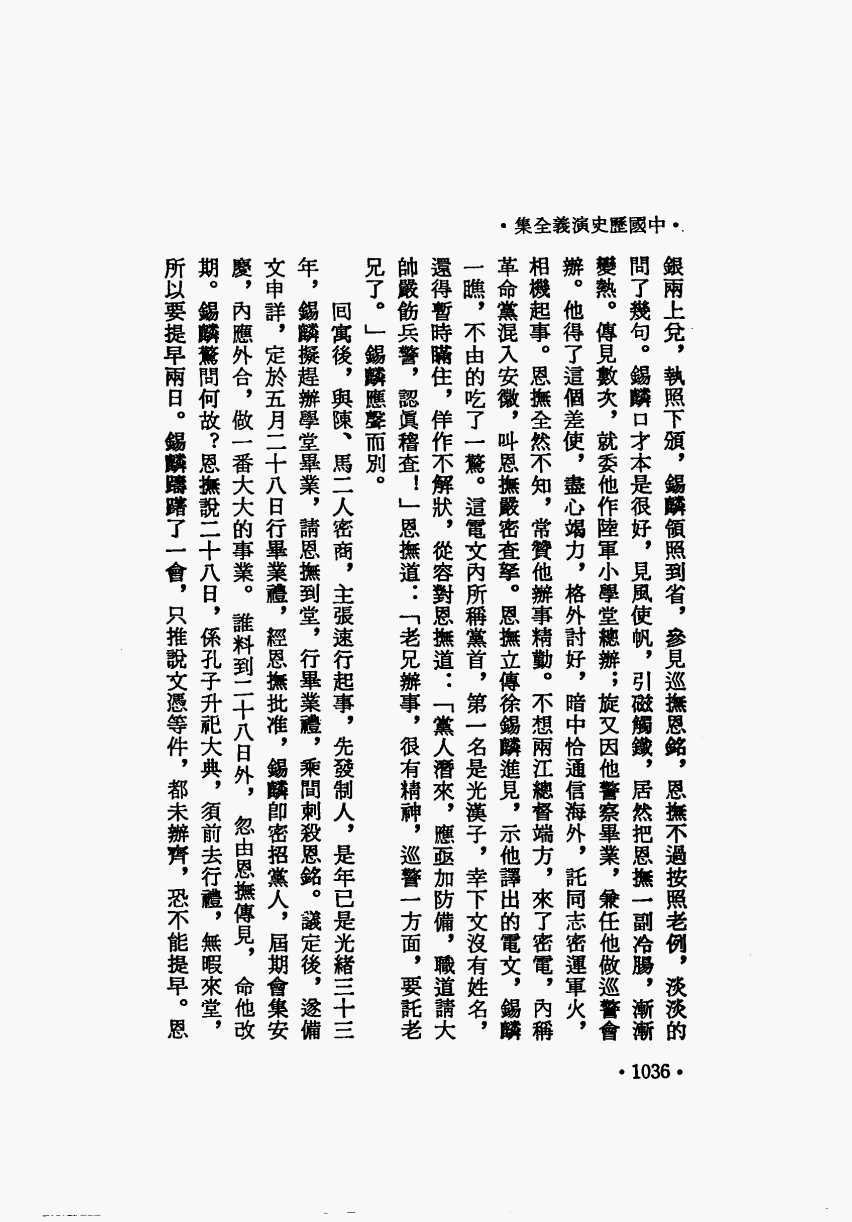 •中國歷史演義全集•
銀兩上兌，執照下頒，錫麟領照到省，參見巡撫恩銘，恩撫不過按照老例，淡淡的
問了幾句。錫麟口才本是很好，見風使帆，引磁觸鐵，居然把恩撫一副冷腸，漸漸
變熱。傳見數次，就委他作陸軍小學堂總辦；旋又因他警察畢業，兼任他做巡警會
辦。他得了這個差使，盡心竭力，格外討好，暗中恰通信海外，託同志密運軍火，
相機起事。恩撫全然不知，常贊他辦事精勤。不想兩江總督端方，來了密電，內稱
革命黨混入安徽，叫恩撫嚴密查拏。恩撫立傳徐錫麟進見，示他譯出的電文，錫麟
一瞧，不由的吃了一驚。這電文內所稱黨首，第一名是光漢子，幸下文沒有姓名，
還得暫時瞞住，佯作不解狀，從容對恩撫道：「黨人潛來，應亟加防備，職道請大
帥嚴飭兵警，認眞稽查！」恩撫道：「老兄辦事，很有精神，巡警一方面，要託老
兄了。」錫麟應聲而別。
回寓後，與陳、馬二人密商，主張速行起事，先發制人，是年已是光緒三十三
年，錫麟擬趕辦學堂畢業，請恩撫到堂，行畢業禮，乘間刺殺恩銘。議定後，遂備
文申詳，定於五月二十八日行畢業禮，經恩撫批准，錫麟卽密招黨人，屆期會集安
慶，內應外合，做一番大大的事業。誰料到二十八日外，忽由恩撫傳見，命他改
期。錫麟驚問何故？恩撫說二十八日，係孔子升祀大典，須前去行禮，無暇來堂，
所以要提早兩日。錫麟躊躇了一會，只推說文憑等件，都未辦齊，恐不能提早。恩
•1036•